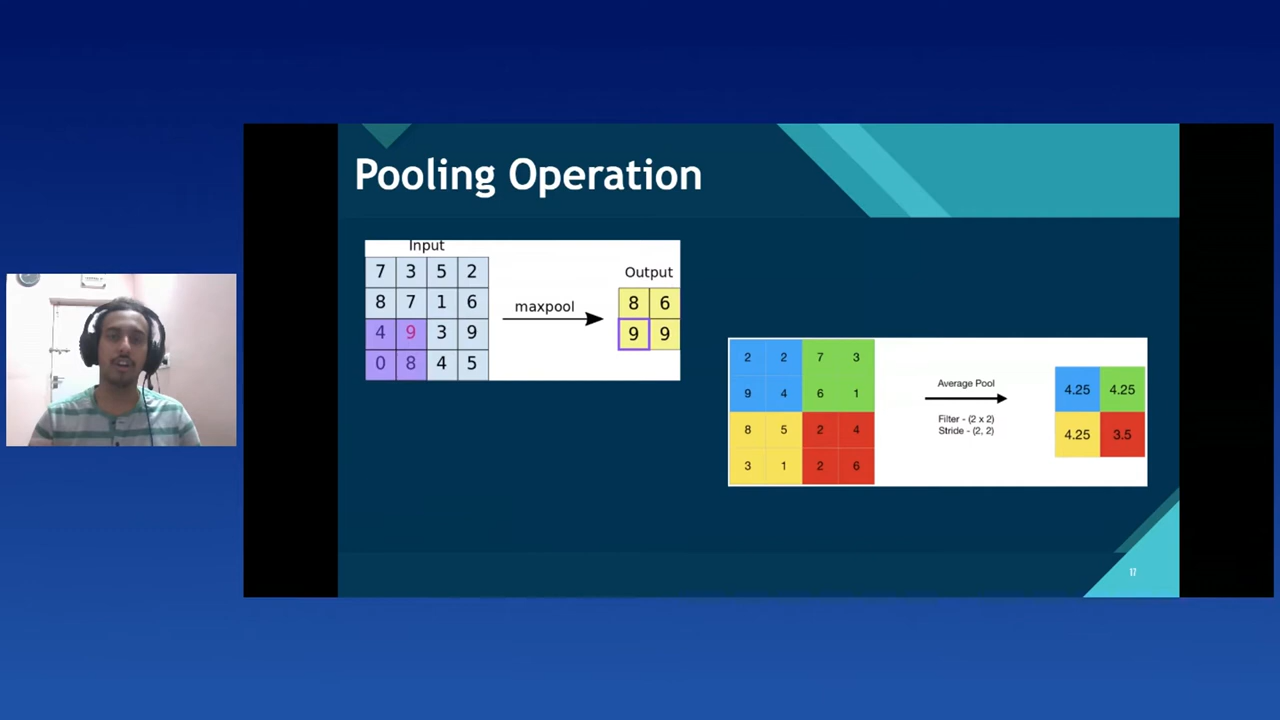 Pooling Operation
Input
7 3 5 2
8 7 1 6
4 9 3 9
0 8 4 5
maxpool
Output
8 6
9 9
2 2 7 3
9 4 6 1
8 5 2 4
3 1 2 6
Average Pool
Filter - (2 x 2)
Stride - (2, 2)
4.25 4.25
4.25 3.5
17